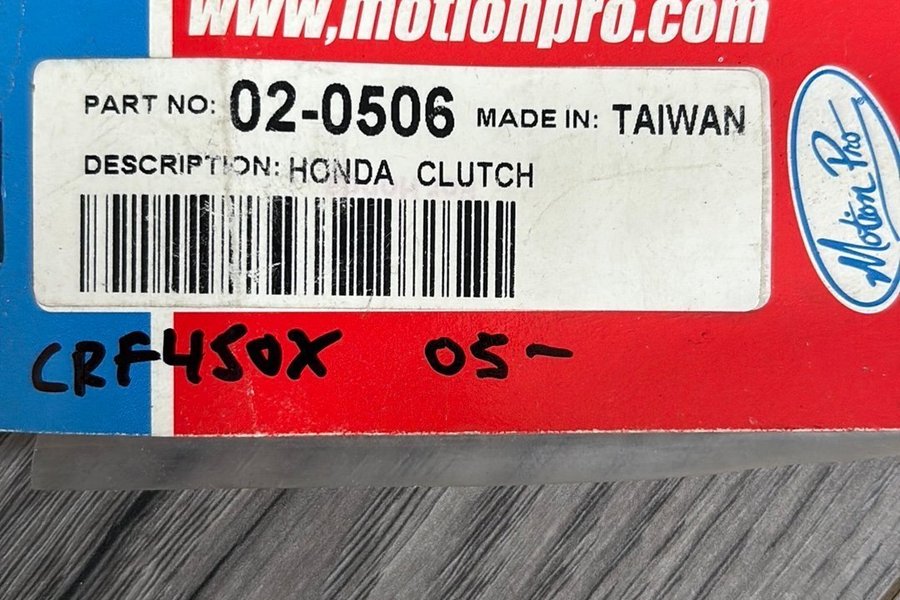 www.motionpro.com
PART NO: 02-0506 MADE IN: TAIWAN
DESCRIPTION: HONDA CLUTCH
Motion Pro
CRF450X 05-